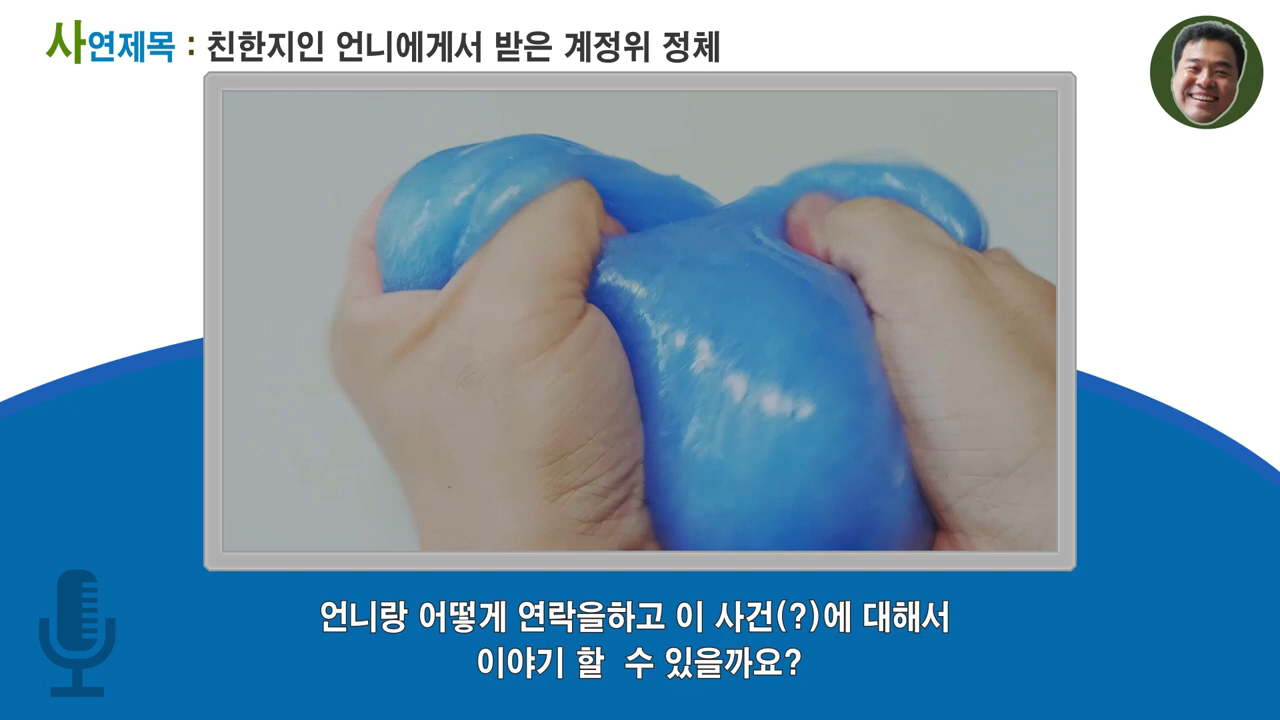 사연제목 : 친한지인 언니에게서 받은 계정위 정체
언니랑 어떻게 연락을하고 이 사건(?)에 대해서
이야기 할 수 있을까요?